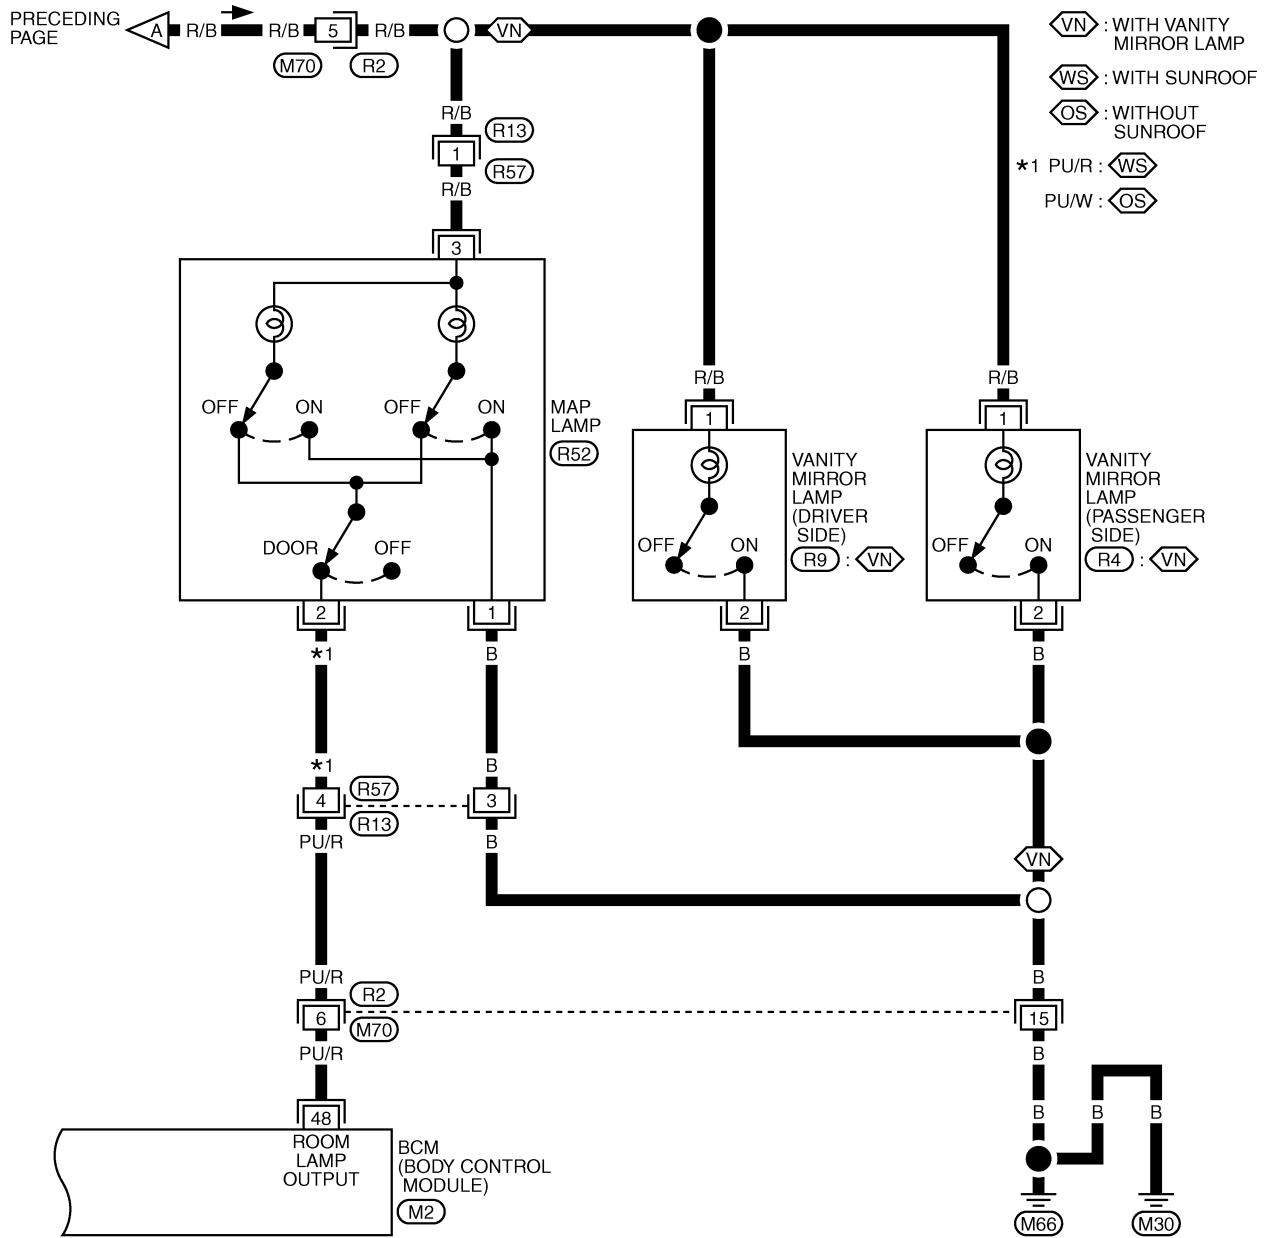 PRECEDING
PAGE
A
R/B
R/B
5
R/B
VN
M70
R2
VN : WITH VANITY
MIRROR LAMP
WS : WITH SUNROOF
OS : WITHOUT
SUNROOF
*1 PU/R : WS
PU/W : OS
R/B
R13
1
R57
R/B
3
OFF
ON
OFF
ON
DOOR
OFF
MAP
LAMP
R52
2
1
R/B
1
OFF
ON
2
VANITY
MIRROR
LAMP
(DRIVER
SIDE)
R9 : VN
R/B
1
OFF
ON
2
VANITY
MIRROR
LAMP
(PASSENGER
SIDE)
R4 : VN
*1
B
B
B
*1
B
4
R57
R13
3
PU/R
B
VN
PU/R
B
6
R2
M70
15
PU/R
B
48
B
B
B
ROOM
LAMP
OUTPUT
BCM
(BODY CONTROL
MODULE)
M2
M66
M30